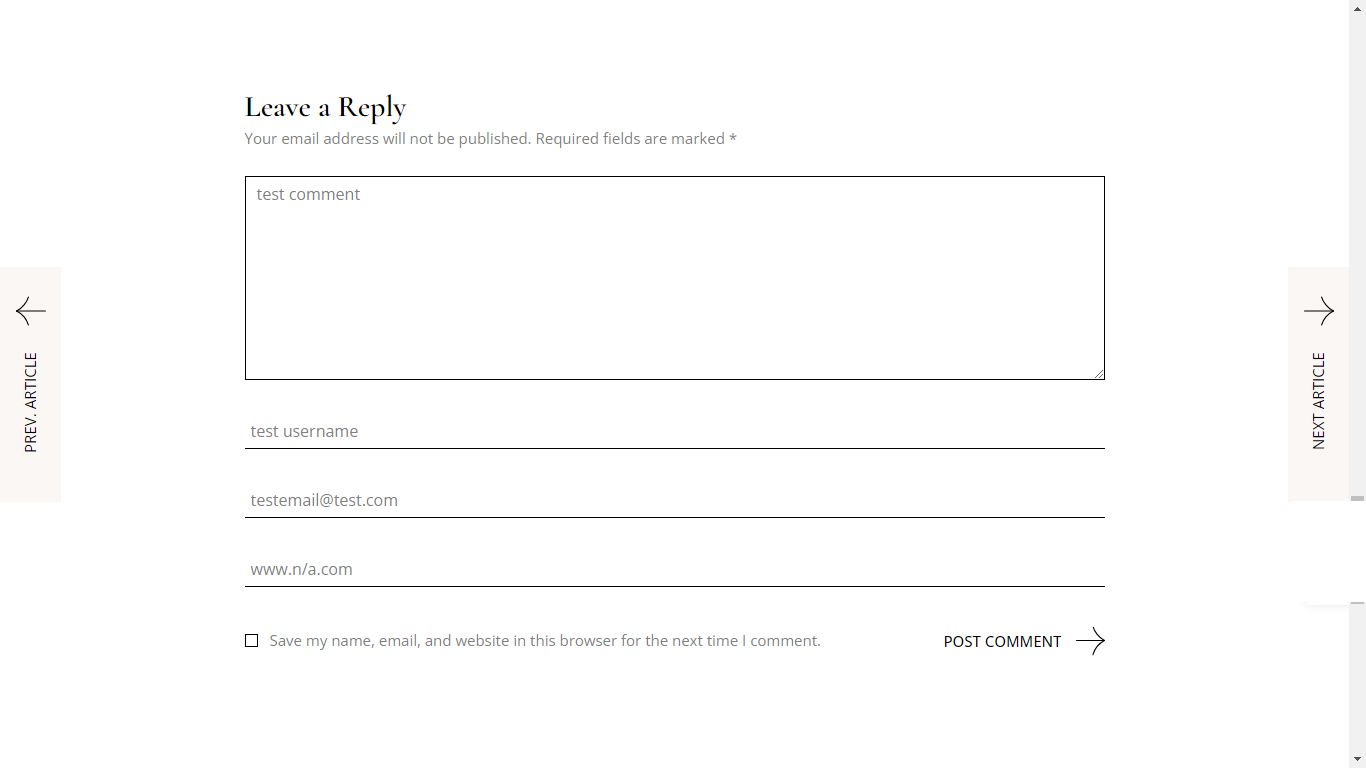 Leave a Reply
Your email address will not be published. Required fields are marked *
test comment
PREV. ARTICLE
NEXT ARTICLE
test username
testemail@test.com
www.n/a.com
Save my name, email, and website in this browser for the next time I comment.
POST COMMENT